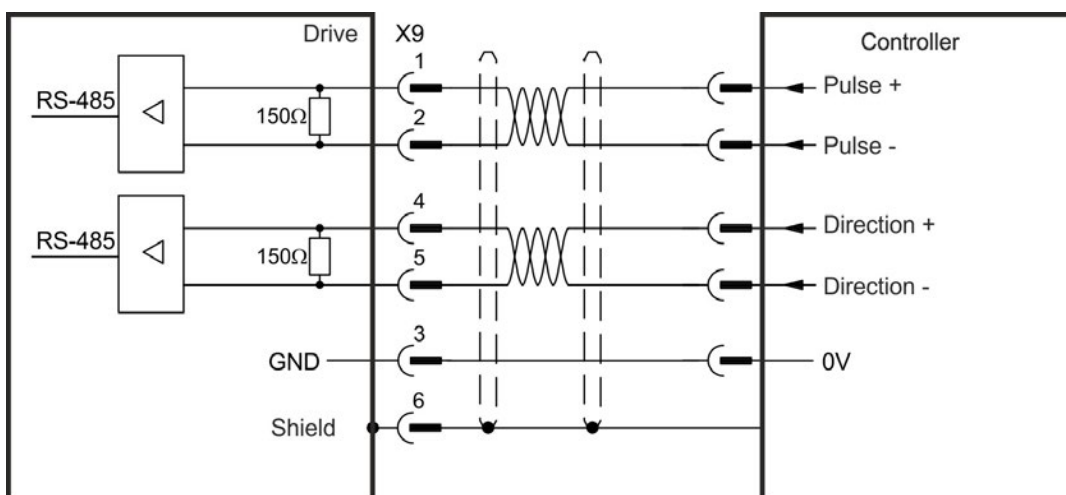 Drive X9
Controller
1
Pulse +
RS-485
150Ω
2
Pulse -
4
Direction +
RS-485
150Ω
5
Direction -
3
GND
0V
6
Shield